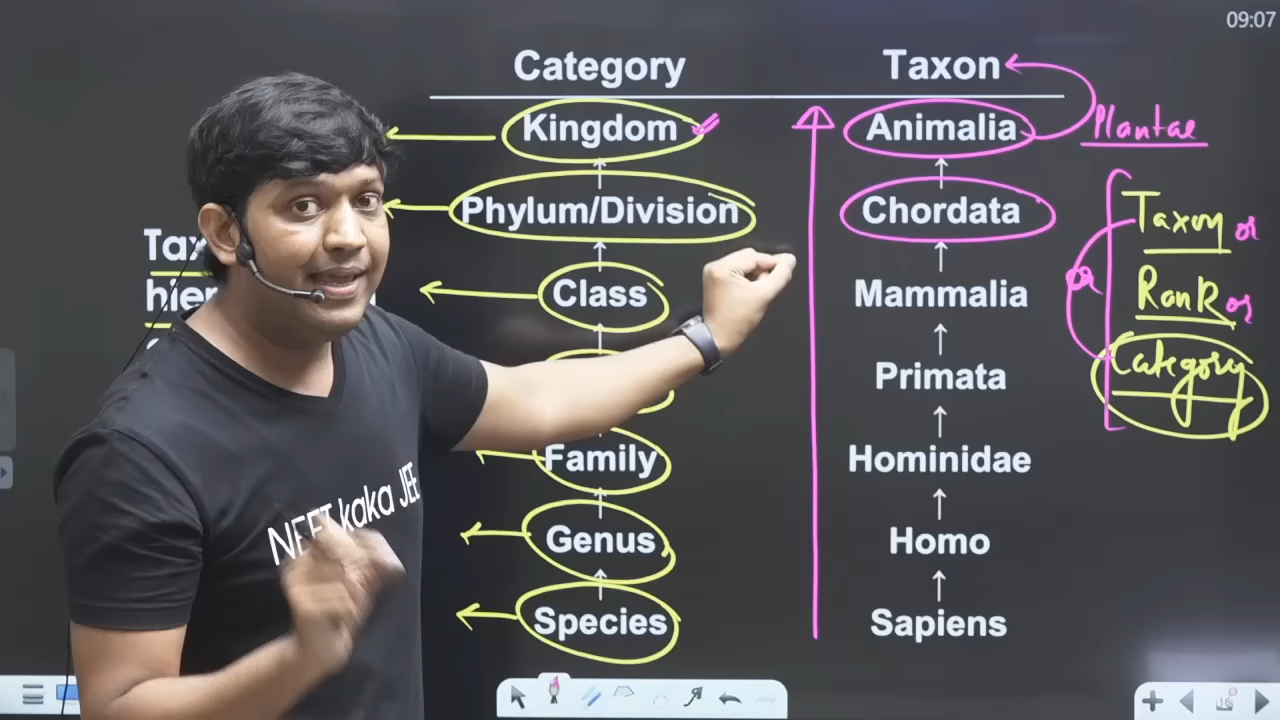 09:07
Category Taxon
Kingdom Animalia
Plantae
Phylum/Division Chordata
Taxon or
or
Class Mammalia
Rank or
Primata
Category
Family Hominidae
Genus Homo
Species Sapiens
NEET kaka JEE